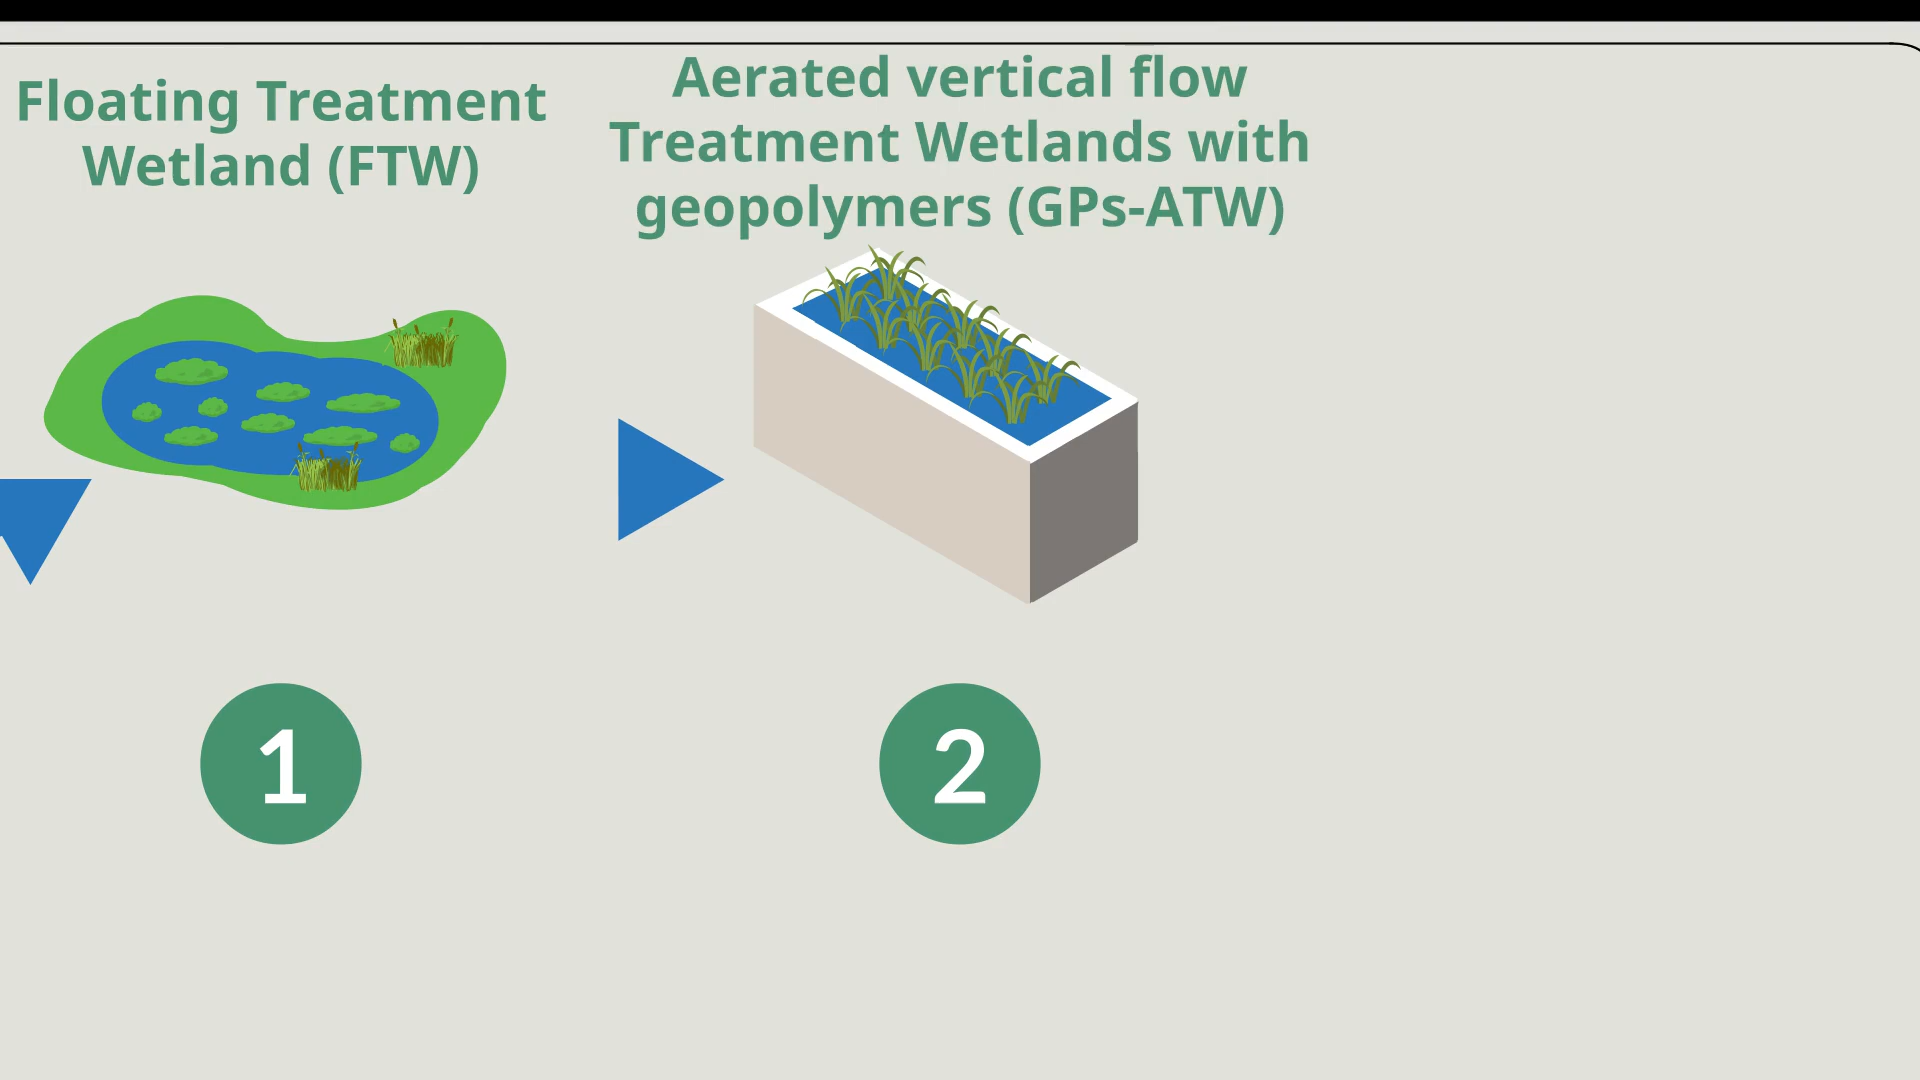 Floating Treatment
Wetland (FTW)
Aerated vertical flow
Treatment Wetlands with
geopolymers (GPs-ATW)
1
2